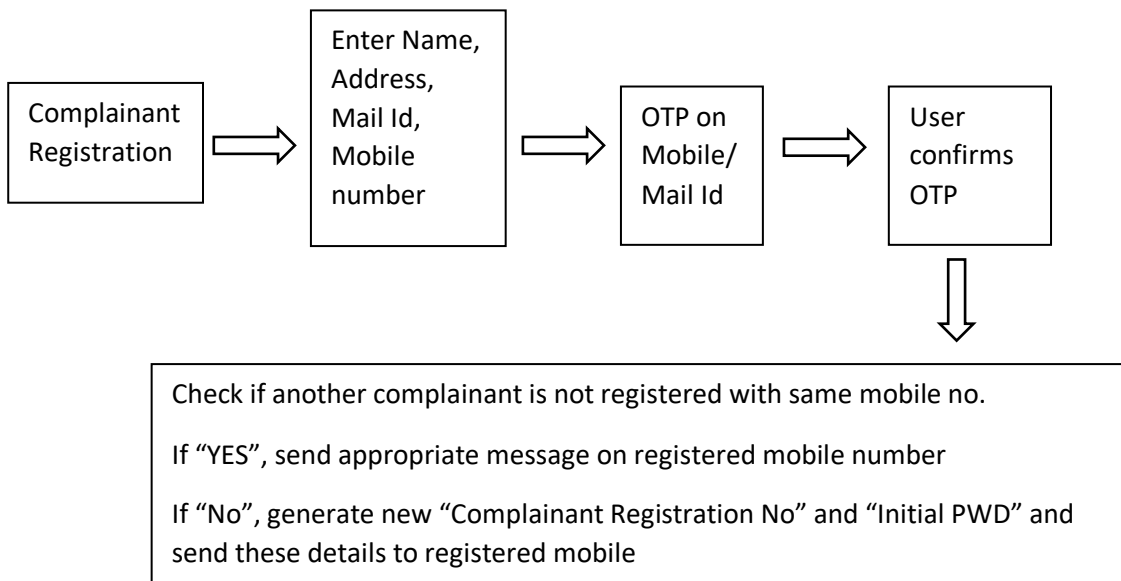 Complainant
Registration
Enter Name,
Address,
Mail Id,
Mobile
number
OTP on
Mobile/
Mail Id
User
confirms
OTP
Check if another complainant is not registered with same mobile no.
If “YES”, send appropriate message on registered mobile number
If “No”, generate new “Complainant Registration No” and “Initial PWD” and
send these details to registered mobile